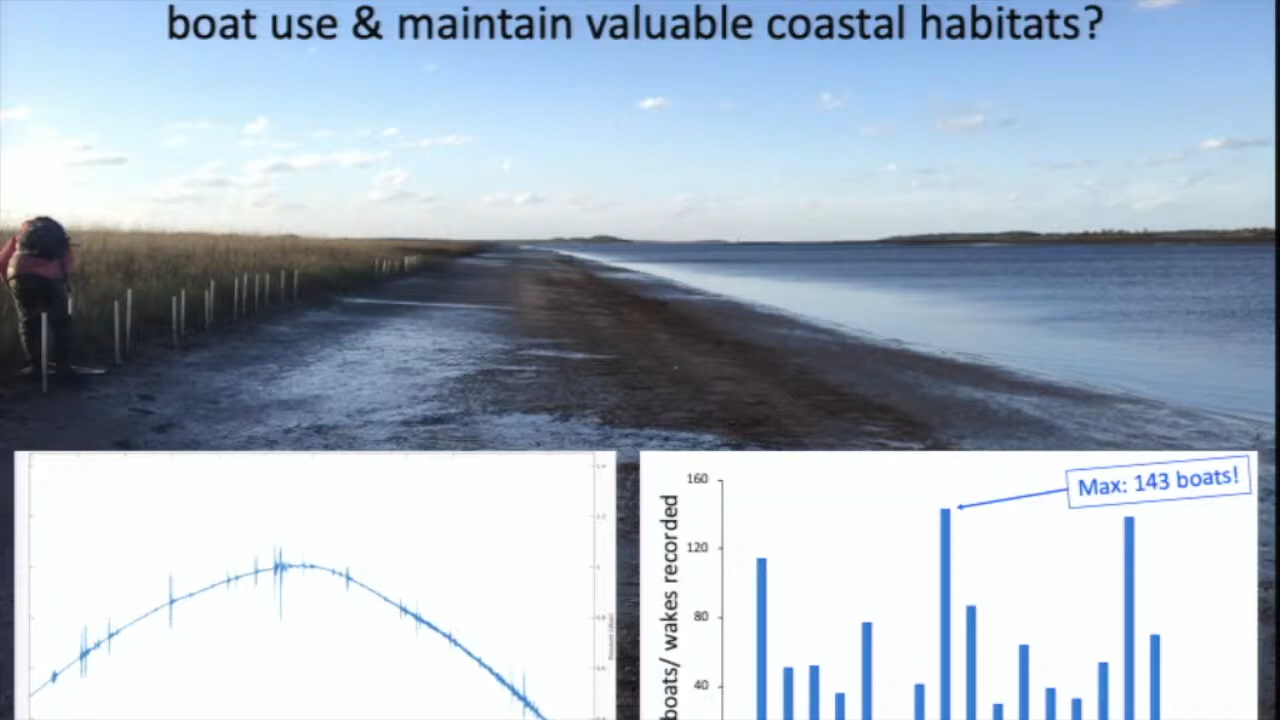 boat use & maintain valuable coastal habitats?
Max: 143 boats!
160
120
80
40
boats/ wakes recorded